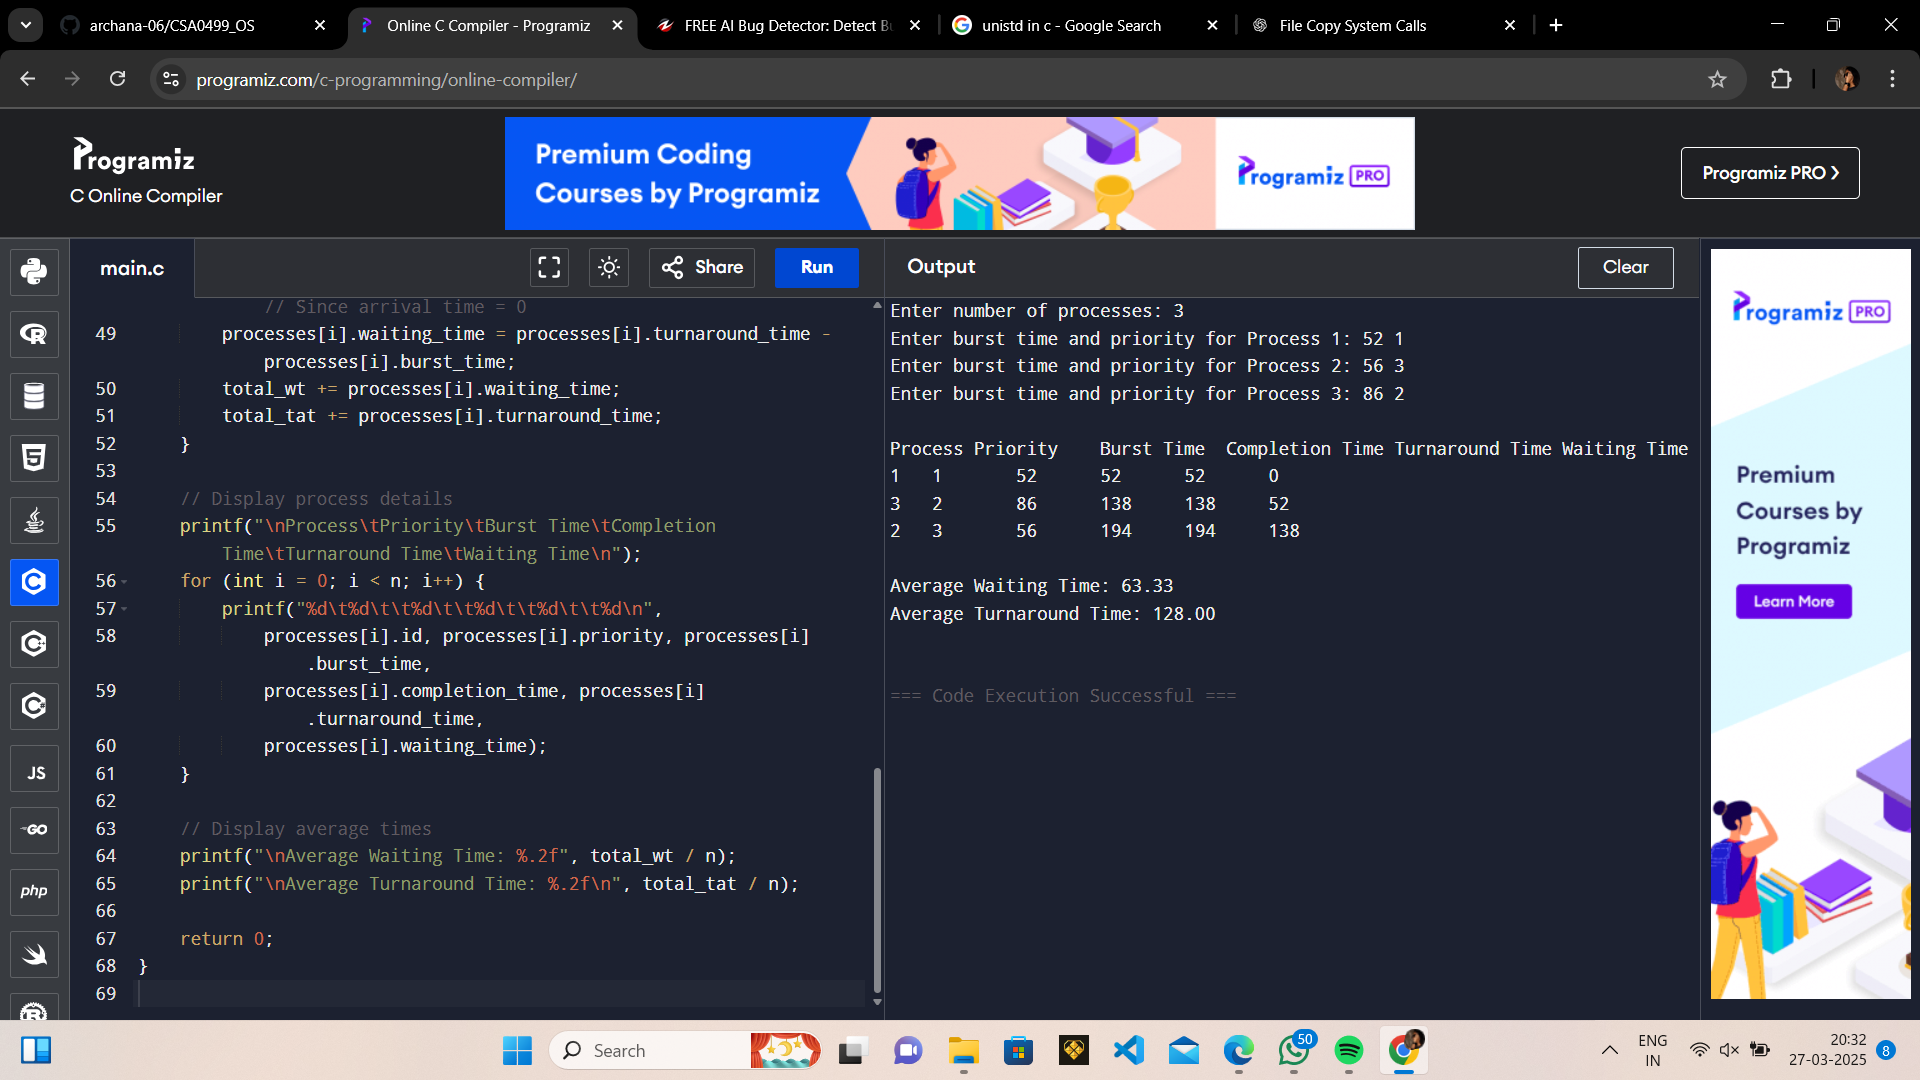 archana-06/CSA0499_OS
Online C Compiler - Programiz
FREE AI Bug Detector: Detect Bu
unistd in c - Google Search
File Copy System Calls
programiz.com/c-programming/online-compiler/
Programiz
C Online Compiler
Premium Coding
Courses by Programiz
Programiz PRO
Programiz PRO
main.c
Share
Run
Output
Clear
// Since arrival time = 0
49 processes[i].waiting_time = processes[i].turnaround_time -
processes[i].burst_time;
50 total_wt += processes[i].waiting_time;
51 total_tat += processes[i].turnaround_time;
52 }
53
54 // Display process details
55 printf("\nProcess\tPriority\tBurst Time\tCompletion
Time\tTurnaround Time\tWaiting Time\n");
56 for (int i = 0; i < n; i++) {
57 printf("%d\t%d\t\t%d\t\t%d\t\t%d\t\t%d\n",
58 processes[i].id, processes[i].priority, processes[i]
.burst_time,
59 processes[i].completion_time, processes[i]
.turnaround_time,
60 processes[i].waiting_time);
61 }
62
63 // Display average times
64 printf("\nAverage Waiting Time: %.2f", total_wt / n);
65 printf("\nAverage Turnaround Time: %.2f\n", total_tat / n);
66
67 return 0;
68 }
69
Enter number of processes: 3
Enter burst time and priority for Process 1: 52 1
Enter burst time and priority for Process 2: 56 3
Enter burst time and priority for Process 3: 86 2
Process Priority Burst Time Completion Time Turnaround Time Waiting Time
1 1 52 52 52 0
3 2 86 138 138 52
2 3 56 194 194 138
Average Waiting Time: 63.33
Average Turnaround Time: 128.00
=== Code Execution Successful ===
Programiz PRO
Premium
Courses by
Programiz
Learn More
JS
GO
php
Search
50
ENG
IN
20:32
27-03-2025
8